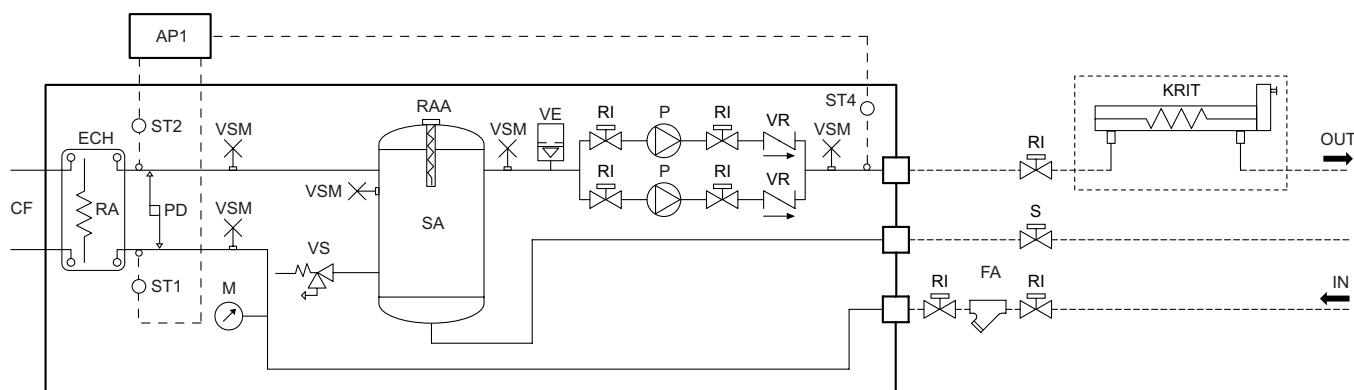 AP1
KRIT
RAA
VE
RI
P
RI
VR
ST4
ST2
VSM
VSM
VSM
ECH
RI
OUT
RI
P
RI
VR
VSM
CF
RA
PD
VSM
SA
S
VS
ST1
M
RI
FA
RI
IN